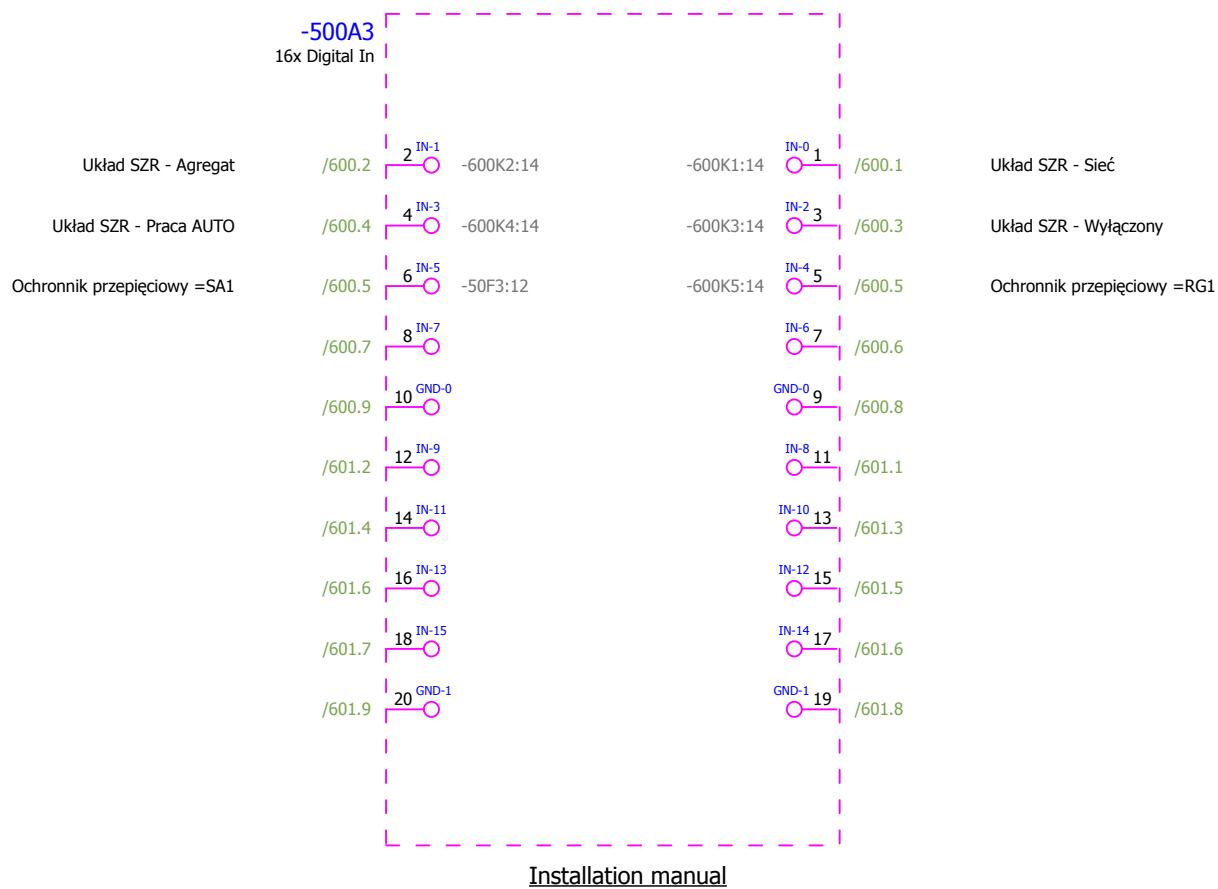 -500A3
16x Digital In
Układ SZR - Agregat /600.2 2 IN-1 -600K2:14 -600K1:14 IN-0 1 /600.1 Układ SZR - Sieć
Układ SZR - Praca AUTO /600.4 4 IN-3 -600K4:14 -600K3:14 IN-2 3 /600.3 Układ SZR - Wyłączony
Ochronnik przepięciowy =SA1 /600.5 6 IN-5 -50F3:12 -600K5:14 IN-4 5 /600.5 Ochronnik przepięciowy =RG1
/600.7 8 IN-7 IN-6 7 /600.6
/600.9 10 GND-0 GND-0 9 /600.8
/601.2 12 IN-9 IN-8 11 /601.1
/601.4 14 IN-11 IN-10 13 /601.3
/601.6 16 IN-13 IN-12 15 /601.5
/601.7 18 IN-15 IN-14 17 /601.6
/601.9 20 GND-1 GND-1 19 /601.8
Installation manual